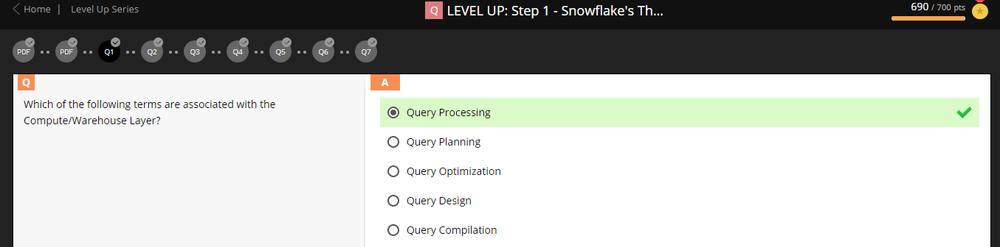 Home | Level Up Series
Q LEVEL UP: Step 1 - Snowflake's Th...
690 / 700 pts
PDF PDF Q1 Q2 Q3 Q4 Q5 Q6 Q7
Q
Which of the following terms are associated with the
Compute/Warehouse Layer?
A
Query Processing
Query Planning
Query Optimization
Query Design
Query Compilation